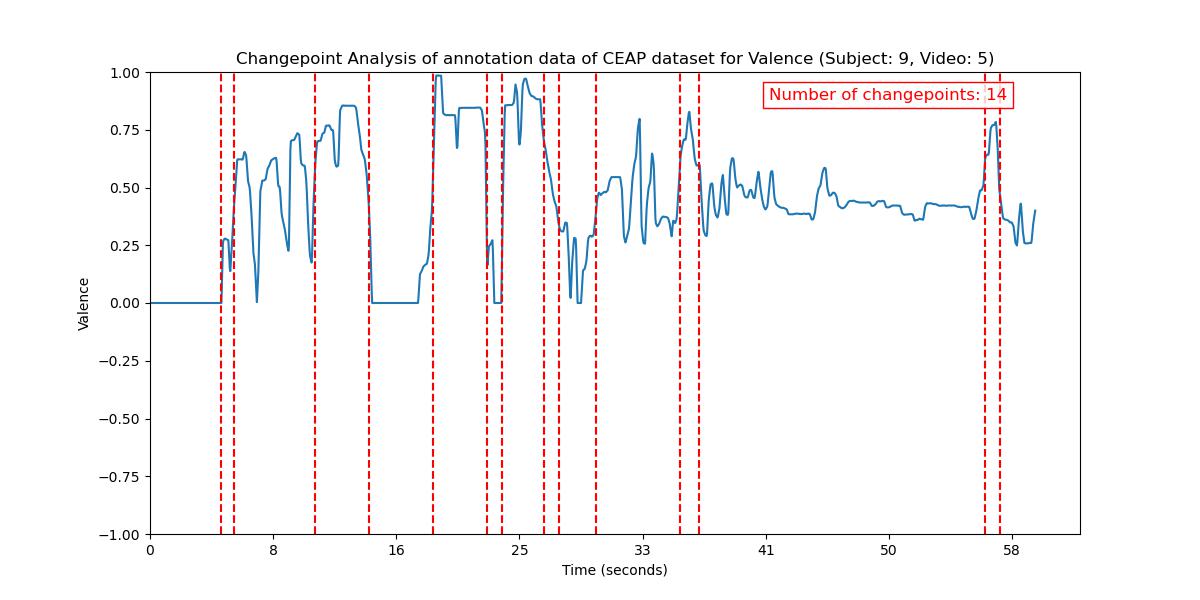 Changepoint Analysis of annotation data of CEAP dataset for Valence (Subject: 9, Video: 5)
Number of changepoints: 14
1.00
0.75
0.50
0.25
0.00
−0.25
−0.50
−0.75
−1.00
Valence
0 8 16 25 33 41 50 58
Time (seconds)